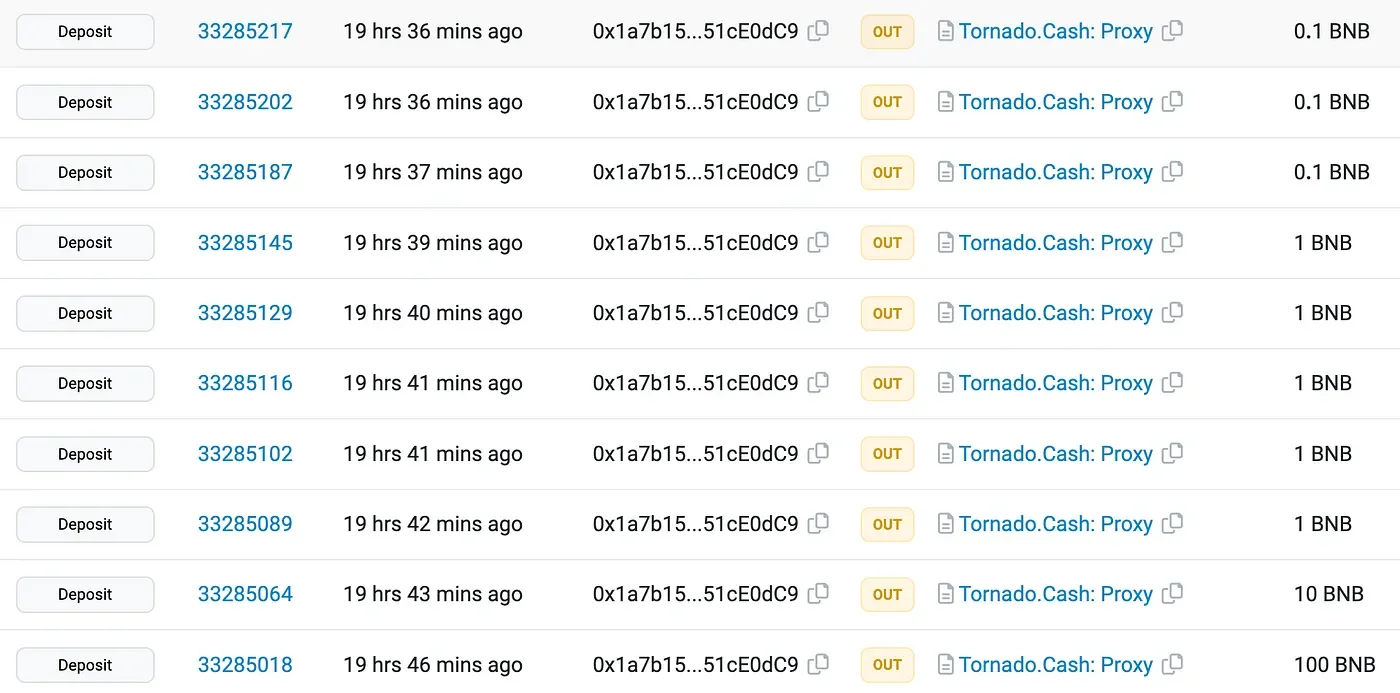 Deposit 33285217 19 hrs 36 mins ago 0x1a7b15...51cE0dC9 OUT Tornado.Cash: Proxy 0.1 BNB
Deposit 33285202 19 hrs 36 mins ago 0x1a7b15...51cE0dC9 OUT Tornado.Cash: Proxy 0.1 BNB
Deposit 33285187 19 hrs 37 mins ago 0x1a7b15...51cE0dC9 OUT Tornado.Cash: Proxy 0.1 BNB
Deposit 33285145 19 hrs 39 mins ago 0x1a7b15...51cE0dC9 OUT Tornado.Cash: Proxy 1 BNB
Deposit 33285129 19 hrs 40 mins ago 0x1a7b15...51cE0dC9 OUT Tornado.Cash: Proxy 1 BNB
Deposit 33285116 19 hrs 41 mins ago 0x1a7b15...51cE0dC9 OUT Tornado.Cash: Proxy 1 BNB
Deposit 33285102 19 hrs 41 mins ago 0x1a7b15...51cE0dC9 OUT Tornado.Cash: Proxy 1 BNB
Deposit 33285089 19 hrs 42 mins ago 0x1a7b15...51cE0dC9 OUT Tornado.Cash: Proxy 1 BNB
Deposit 33285064 19 hrs 43 mins ago 0x1a7b15...51cE0dC9 OUT Tornado.Cash: Proxy 10 BNB
Deposit 33285018 19 hrs 46 mins ago 0x1a7b15...51cE0dC9 OUT Tornado.Cash: Proxy 100 BNB